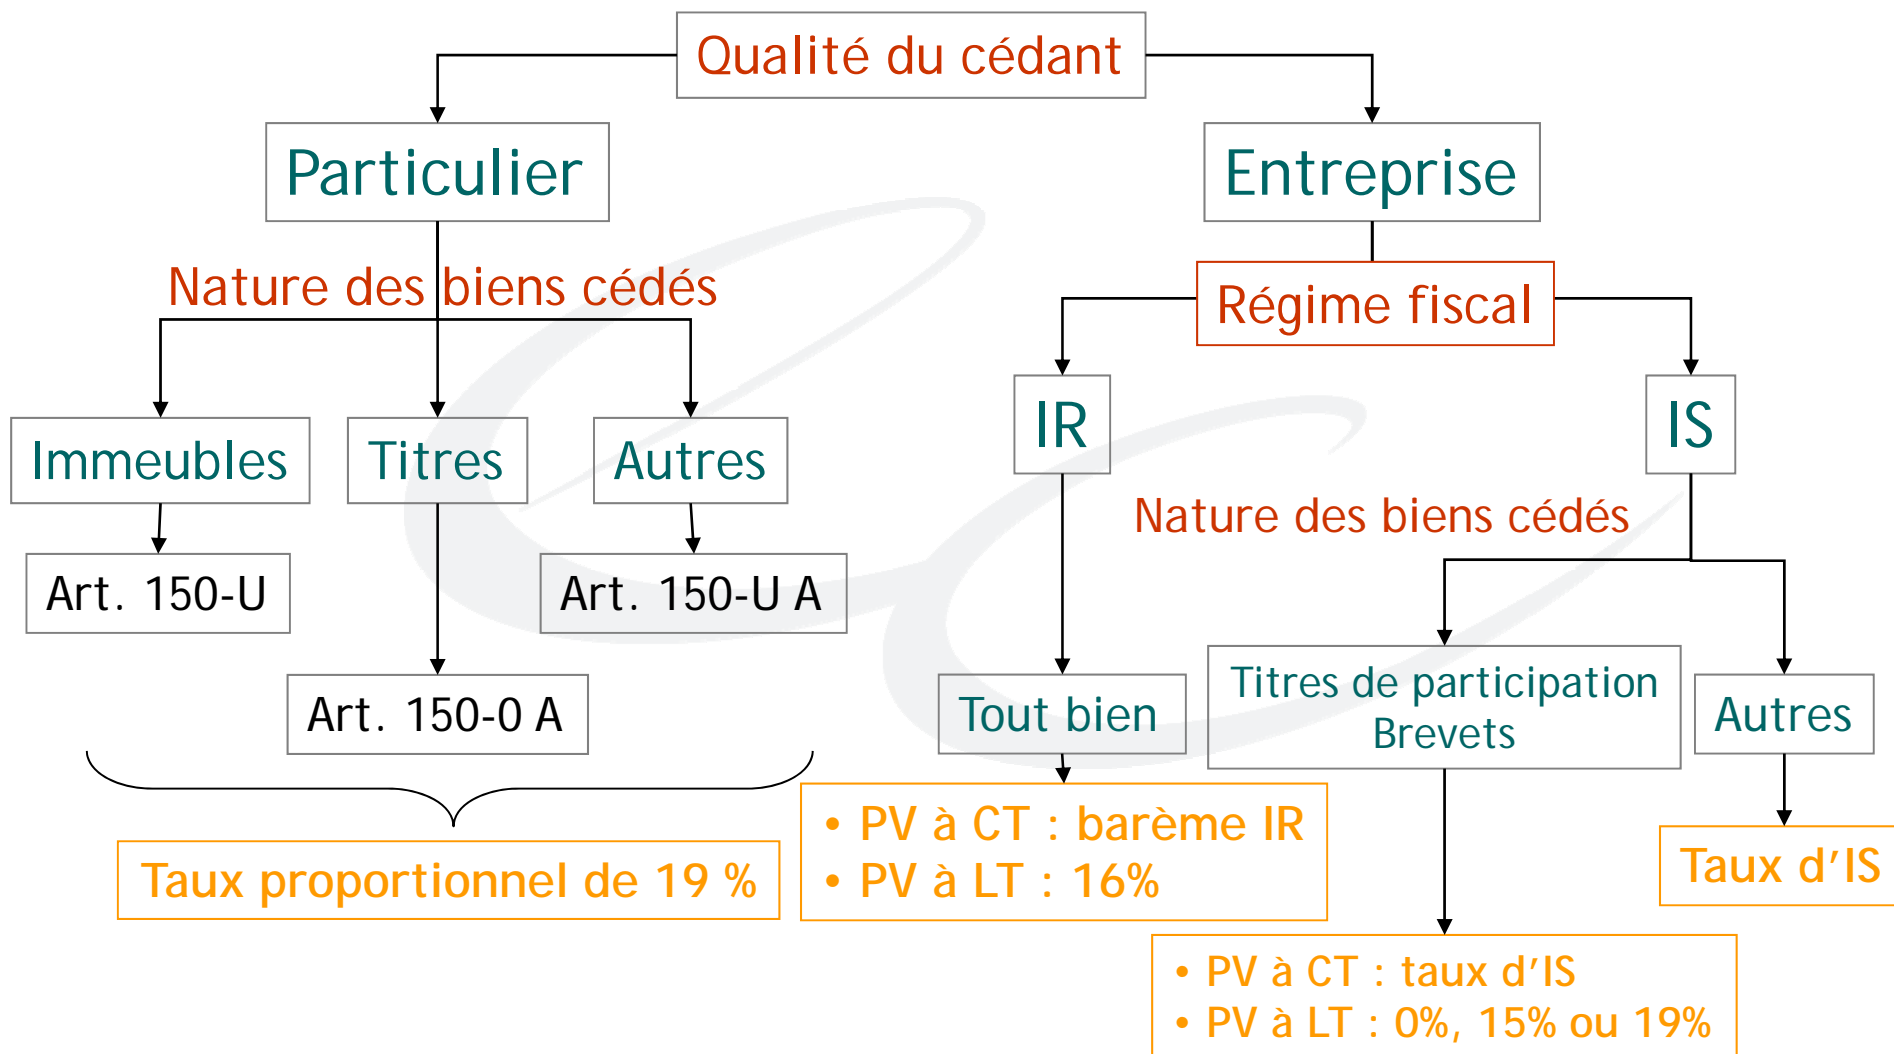 Qualité du cédant
Particulier
Entreprise
Nature des biens cédés
Régime fiscal
Immeubles
Titres
Autres
IR
IS
Nature des biens cédés
Art. 150-U
Art. 150-U A
Art. 150-0 A
Tout bien
Titres de participation
Brevets
Autres
Taux proportionnel de 19 %
• PV à CT : barème IR
• PV à LT : 16%
Taux d’IS
• PV à CT : taux d’IS
• PV à LT : 0%, 15% ou 19%